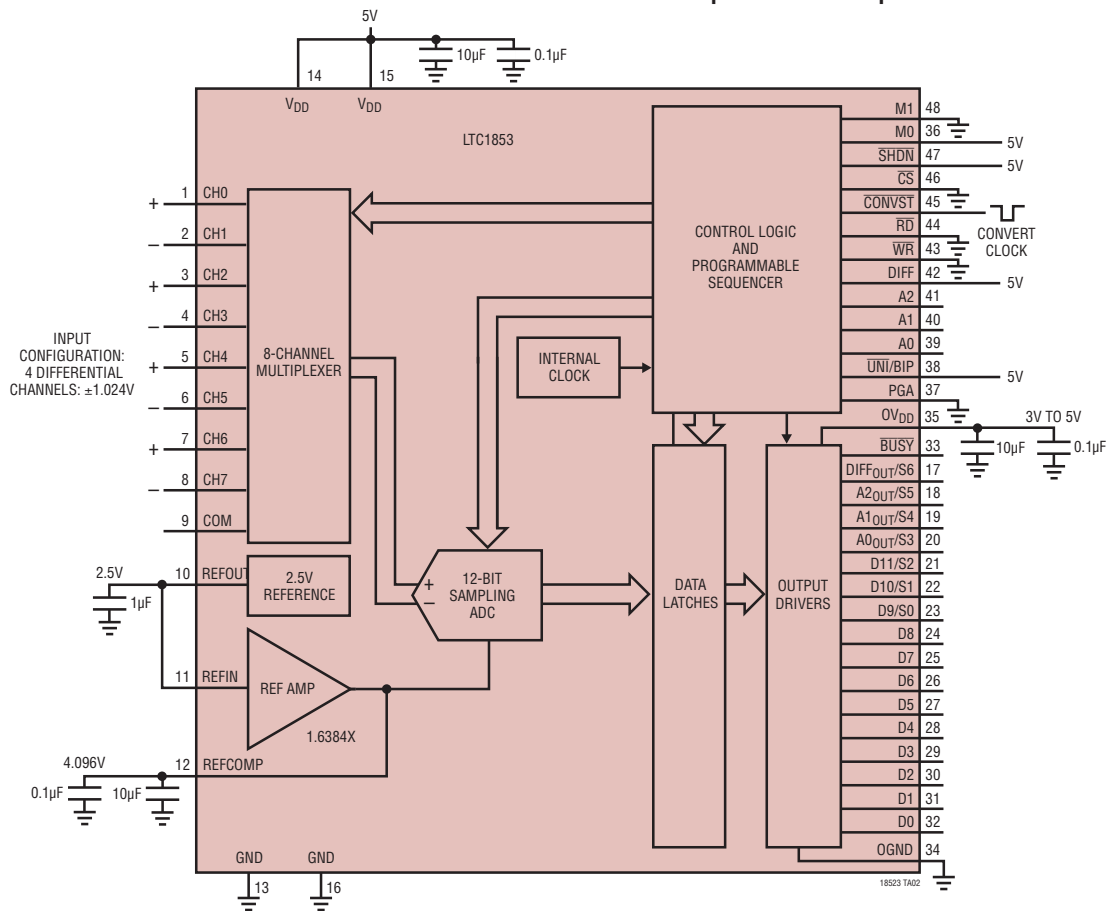 5V
10µF
0.1µF
14
15
VDD
VDD
LTC1853
M1 48
M0 36
5V
SHDN 47
5V
CS 46
CONVST 45
CONVERT
CLOCK
RD 44
WR 43
DIFF 42
5V
A2 41
A1 40
A0 39
UNI/BIP 38
5V
PGA 37
OVDD 35
3V TO 5V
10µF
0.1µF
BUSY 33
DIFFOUT/S6 17
A2OUT/S5 18
A1OUT/S4 19
A0OUT/S3 20
D11/S2 21
D10/S1 22
D9/S0 23
D8 24
D7 25
D6 26
D5 27
D4 28
D3 29
D2 30
D1 31
D0 32
OGND 34
+ 1 CH0
– 2 CH1
+ 3 CH2
– 4 CH3
+ 5 CH4
– 6 CH5
+ 7 CH6
– 8 CH7
9 COM
INPUT
CONFIGURATION:
4 DIFFERENTIAL
CHANNELS: ±1.024V
8-CHANNEL
MULTIPLEXER
CONTROL LOGIC
AND
PROGRAMMABLE
SEQUENCER
INTERNAL
CLOCK
2.5V
1µF
10 REFOUT
2.5V
REFERENCE
+
–
12-BIT
SAMPLING
ADC
DATA
LATCHES
OUTPUT
DRIVERS
11 REFIN
REF AMP
1.6384X
4.096V
12 REFCOMP
0.1µF
10µF
GND
GND
13
16
18523 TA02